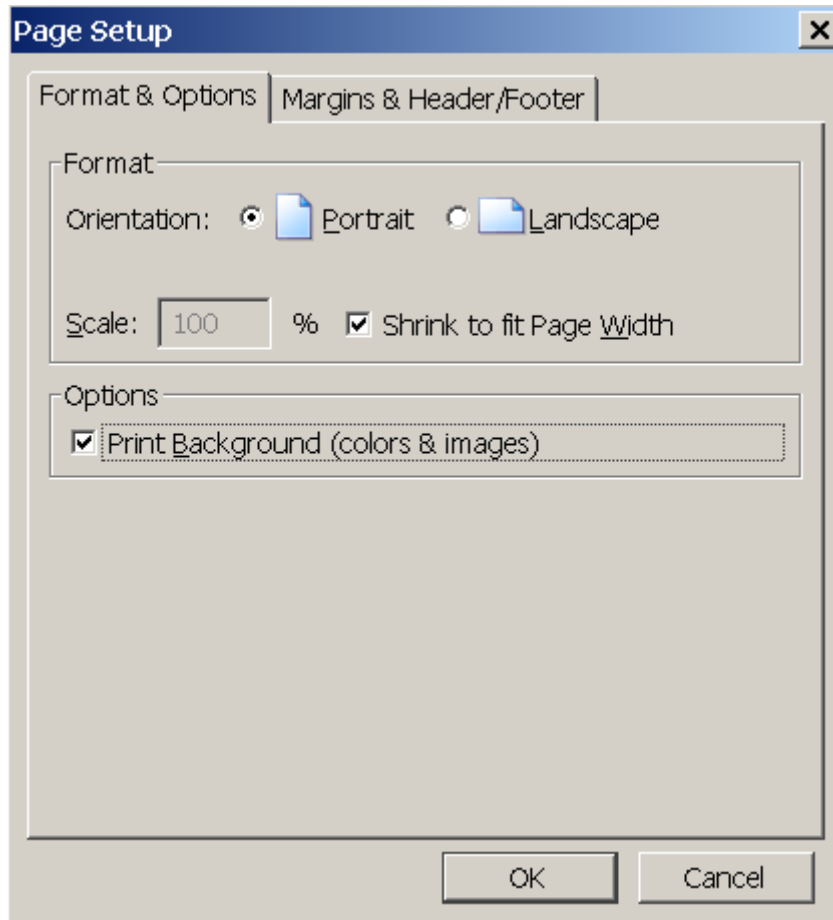 Page Setup
Format & Options Margins & Header/Footer
Format
Orientation: Portrait Landscape
Scale: 100 % Shrink to fit Page Width
Options
Print Background (colors & images)
OK Cancel